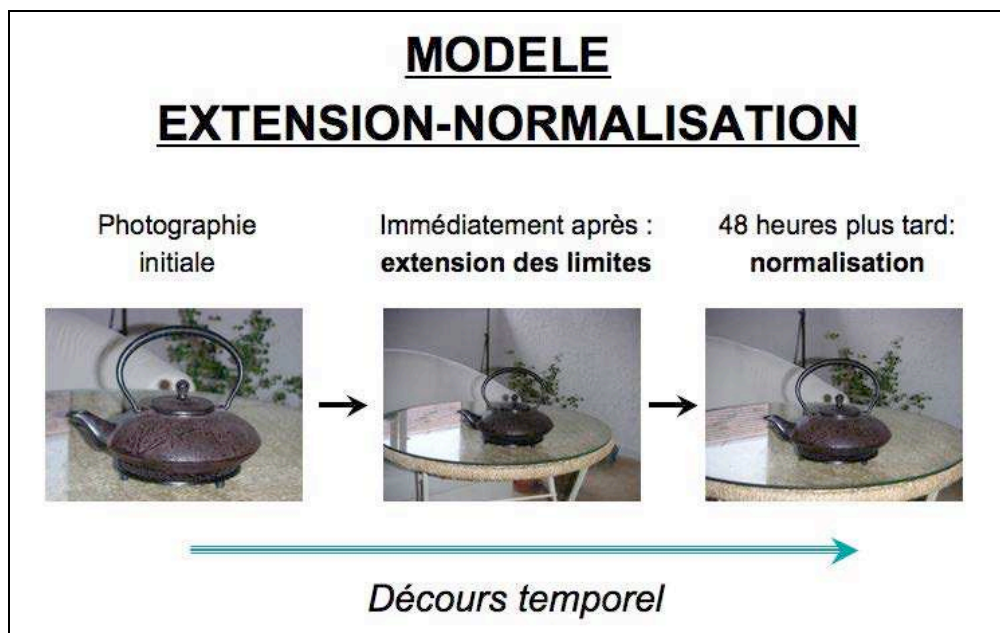 MODELE
EXTENSION-NORMALISATION
Photographie
initiale
Immédiatement après :
extension des limites
48 heures plus tard:
normalisation
Décours temporel